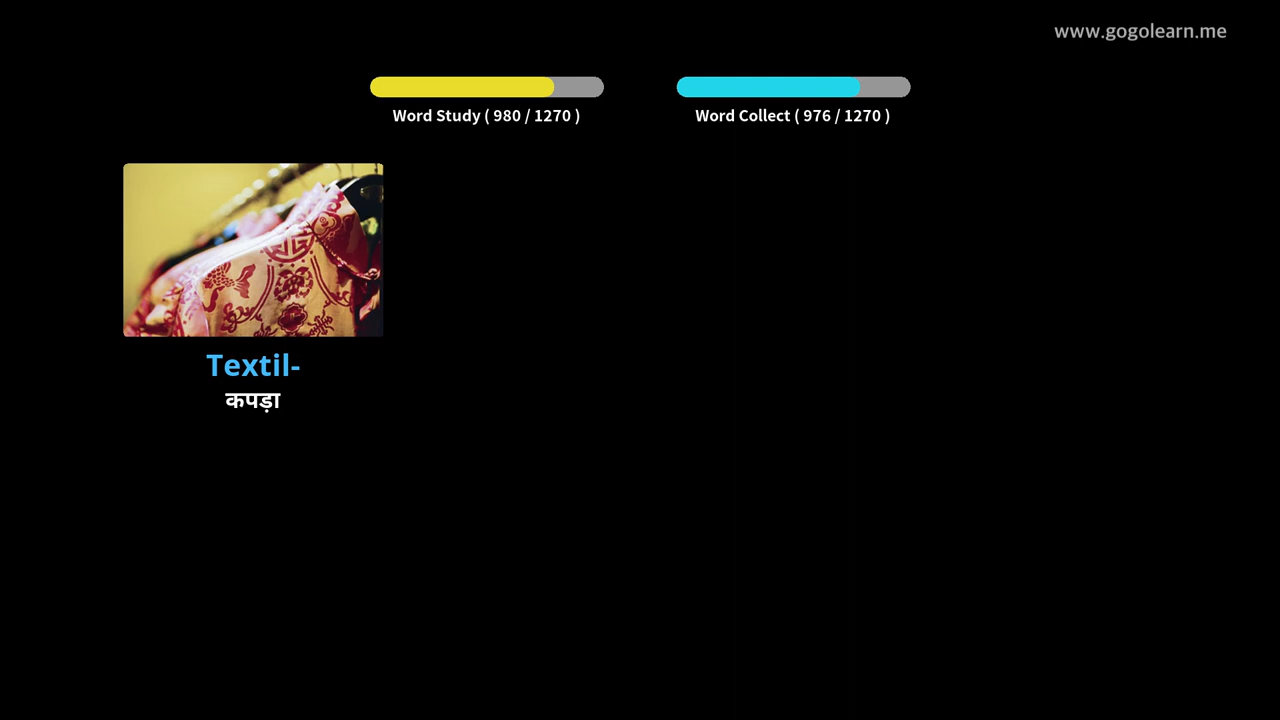 www.gogolearn.me
Word Study ( 980 / 1270 )
Word Collect ( 976 / 1270 )
Textil-
कपड़ा